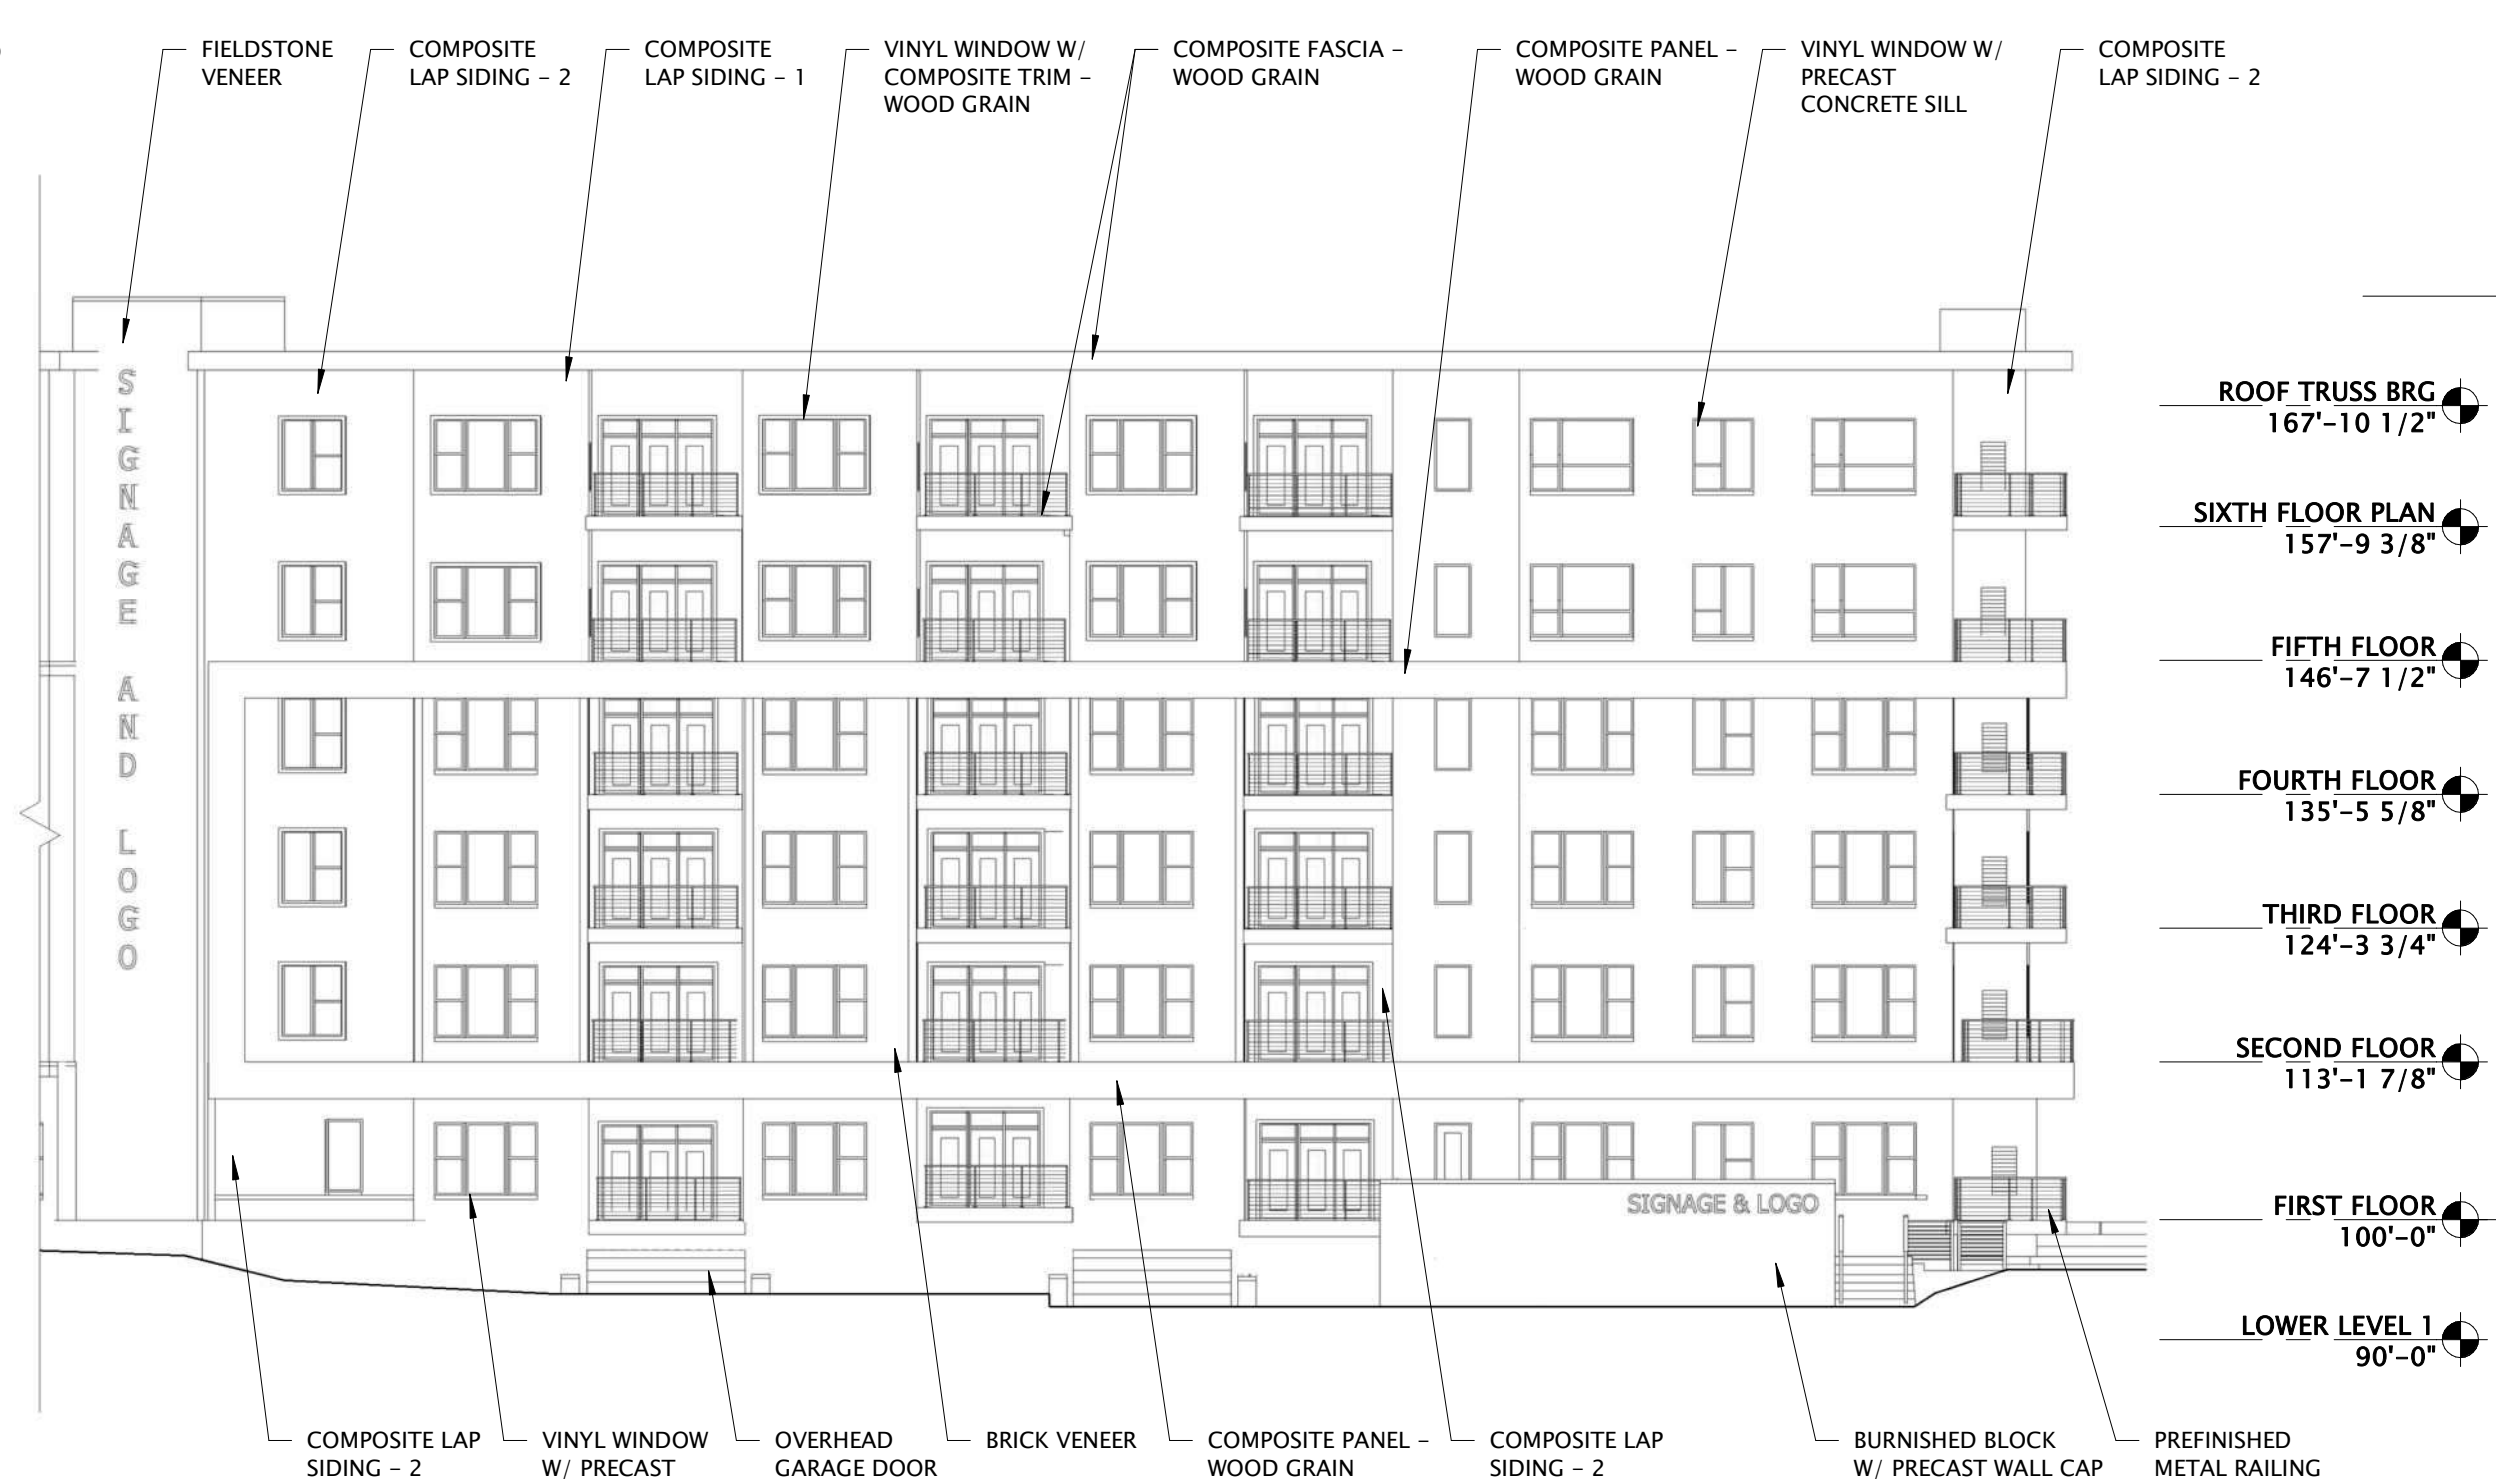 FIELDSTONE
VENEER
COMPOSITE
LAP SIDING - 2
COMPOSITE
LAP SIDING - 1
VINYL WINDOW W/
COMPOSITE TRIM -
WOOD GRAIN
COMPOSITE FASCIA -
WOOD GRAIN
COMPOSITE PANEL -
WOOD GRAIN
VINYL WINDOW W/
PRECAST
CONCRETE SILL
COMPOSITE
LAP SIDING - 2
SIGNAGE AND LOGO
ROOF TRUSS BRG
167'-10 1/2"
SIXTH FLOOR PLAN
157'-9 3/8"
FIFTH FLOOR
146'-7 1/2"
FOURTH FLOOR
135'-5 5/8"
THIRD FLOOR
124'-3 3/4"
SECOND FLOOR
113'-1 7/8"
SIGNAGE & LOGO
FIRST FLOOR
100'-0"
LOWER LEVEL 1
90'-0"
COMPOSITE LAP
SIDING - 2
VINYL WINDOW
W/ PRECAST
OVERHEAD
GARAGE DOOR
BRICK VENEER
COMPOSITE PANEL -
WOOD GRAIN
COMPOSITE LAP
SIDING - 2
BURNISHED BLOCK
W/ PRECAST WALL CAP
PREFINISHED
METAL RAILING